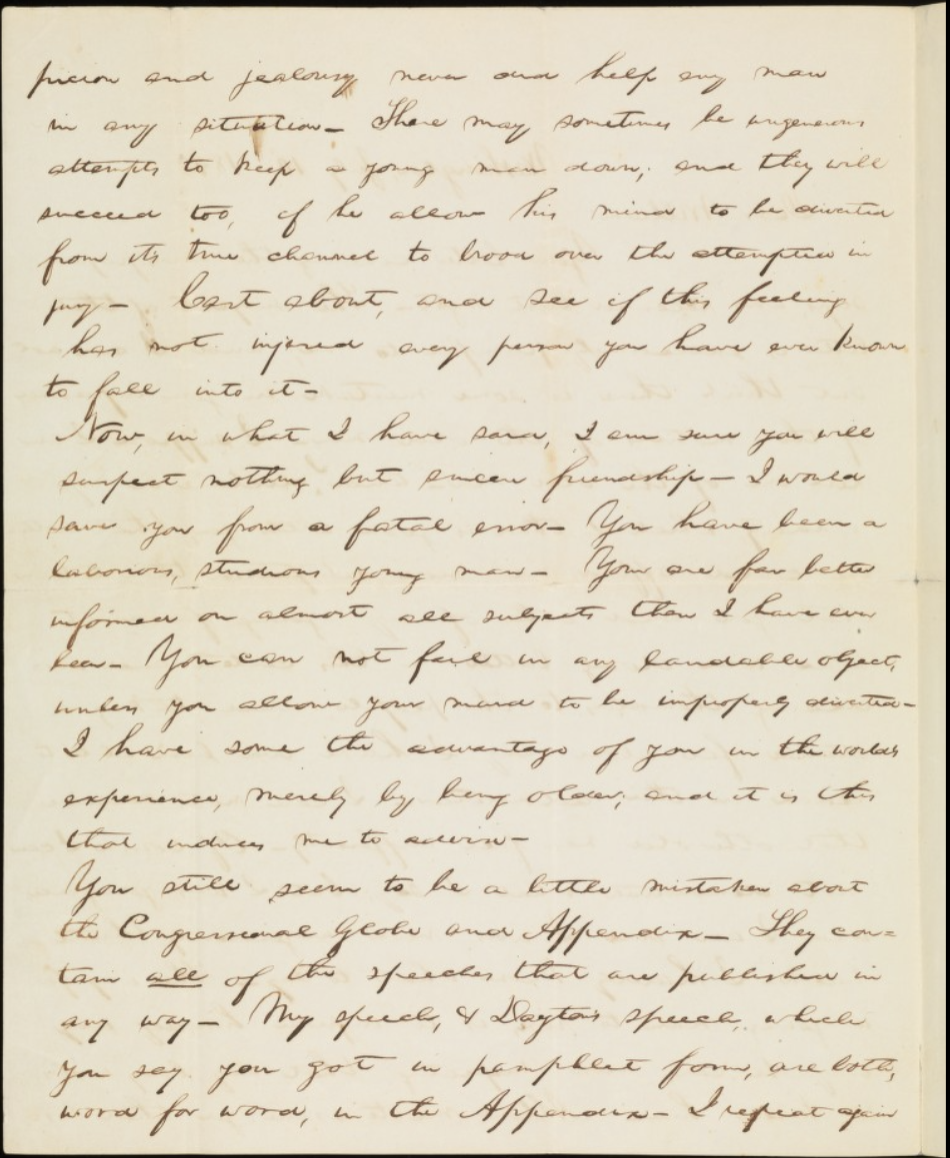 picion and jealousy never did help any man
in any situation— There may sometimes be ungenerous
attempts to keep a young man down; and they will
succeed too, if he allows his mind to be diverted
from its true channel to brood over the attempted in
jury— Cast about, and see if this feeling
has not injured every person you have ever known
to fall into it—
Now, in what I have said, I am sure you will
suspect nothing but sincere friendship— I would
save you from a fatal error— You have been a
laborious, studious young man— You are far better
informed on almost all subjects than I have ever
been— You can not fail in any laudable object,
unless you allow your mind to be improperly diverted—
I have some the advantage of you in the world's
experience, merely by being older; and it is this
that induces me to advise—
You still seem to be a little mistaken about
the Congressional Globe and Appendix— They con=
tain all of the speeches that are published in
any way— My speech, & Dayton's speech, which
you say you got in pamphlet form, are both,
word for word, in the Appendix— I repeat again